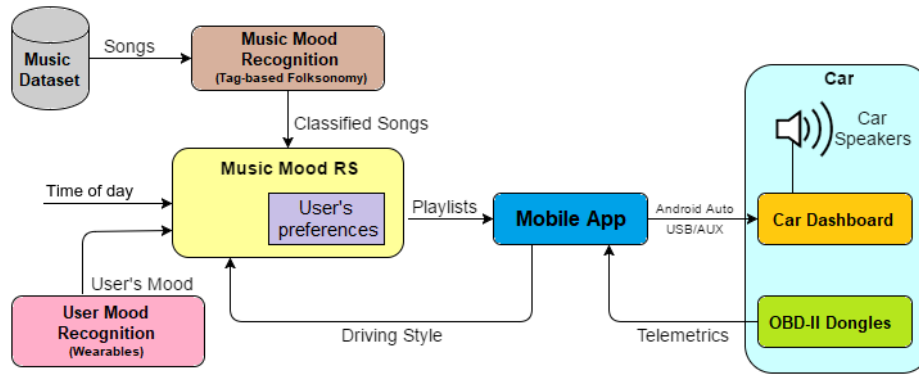 Music
Dataset
Songs
Music Mood
Recognition
(Tag-based Folksonomy)
Classified Songs
Music Mood RS
User's
preferences
Time of day
User's Mood
User Mood
Recognition
(Wearables)
Playlists
Mobile App
Driving Style
Android Auto
USB/AUX
Telemetrics
Car
Car
Speakers
Car Dashboard
OBD-II Dongles